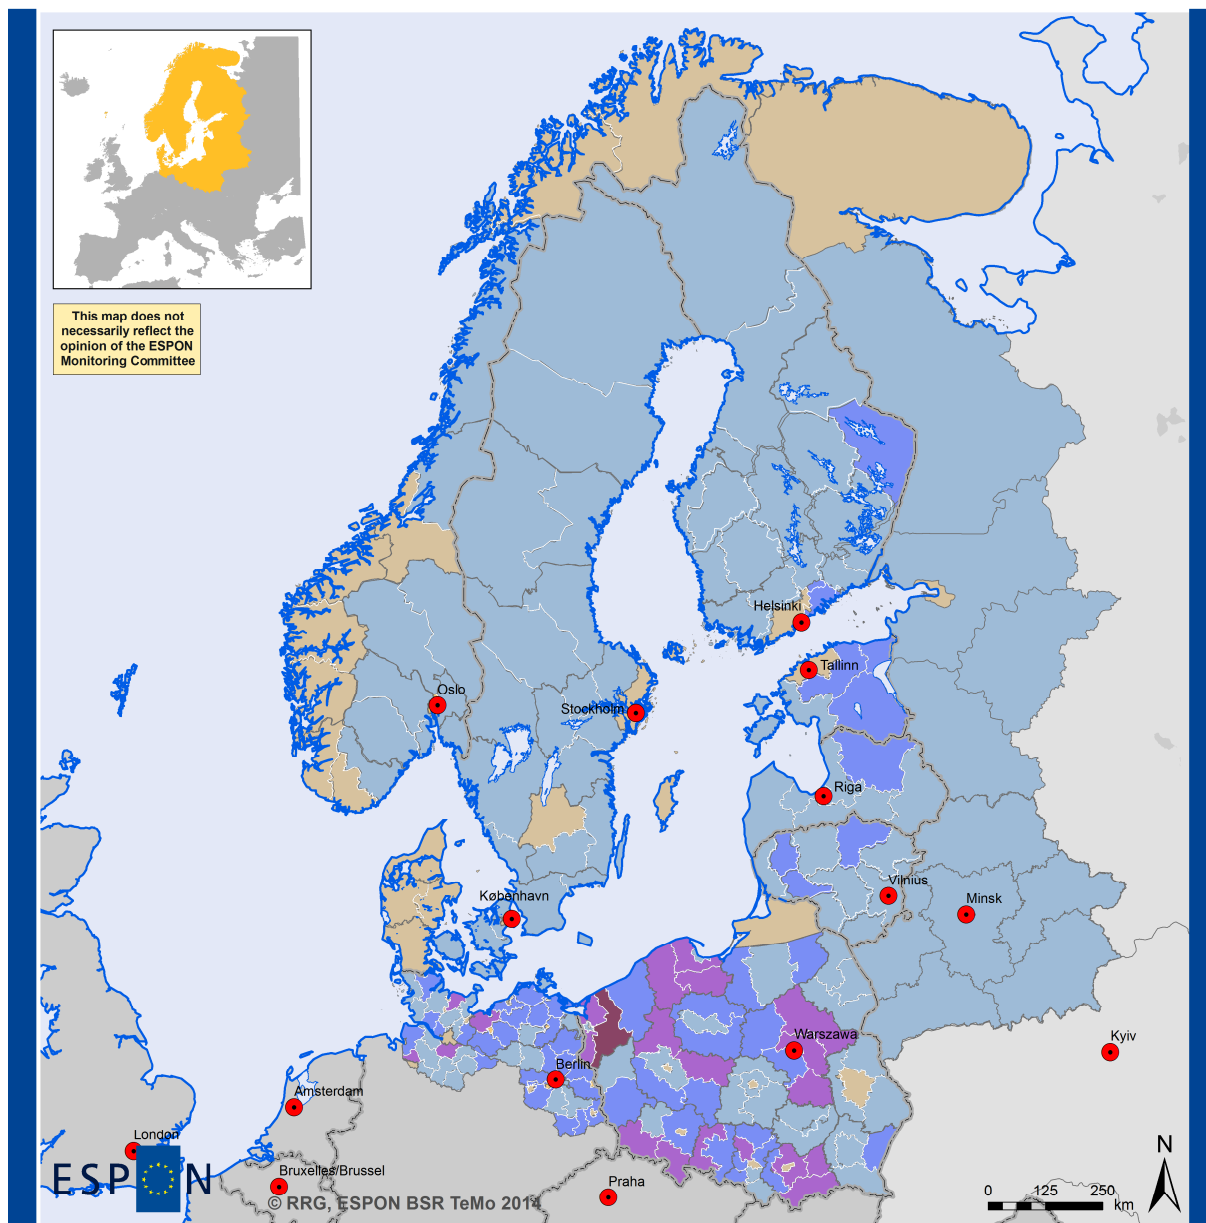 This map does not
necessarily reflect the
opinion of the ESPON
Monitoring Committee
Helsinki
Tallinn
Oslo
Stockholm
Riga
København
Vilnius
Minsk
Warszawa
Kyiv
Berlin
Amsterdam
London
ESPON
Bruxelles/Brussel
Praha
© RRG, ESPON BSR TeMo 2014
N
0 125 250
km